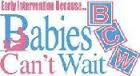 Early Intervention Because...
Babies
Can't Wait
BCW